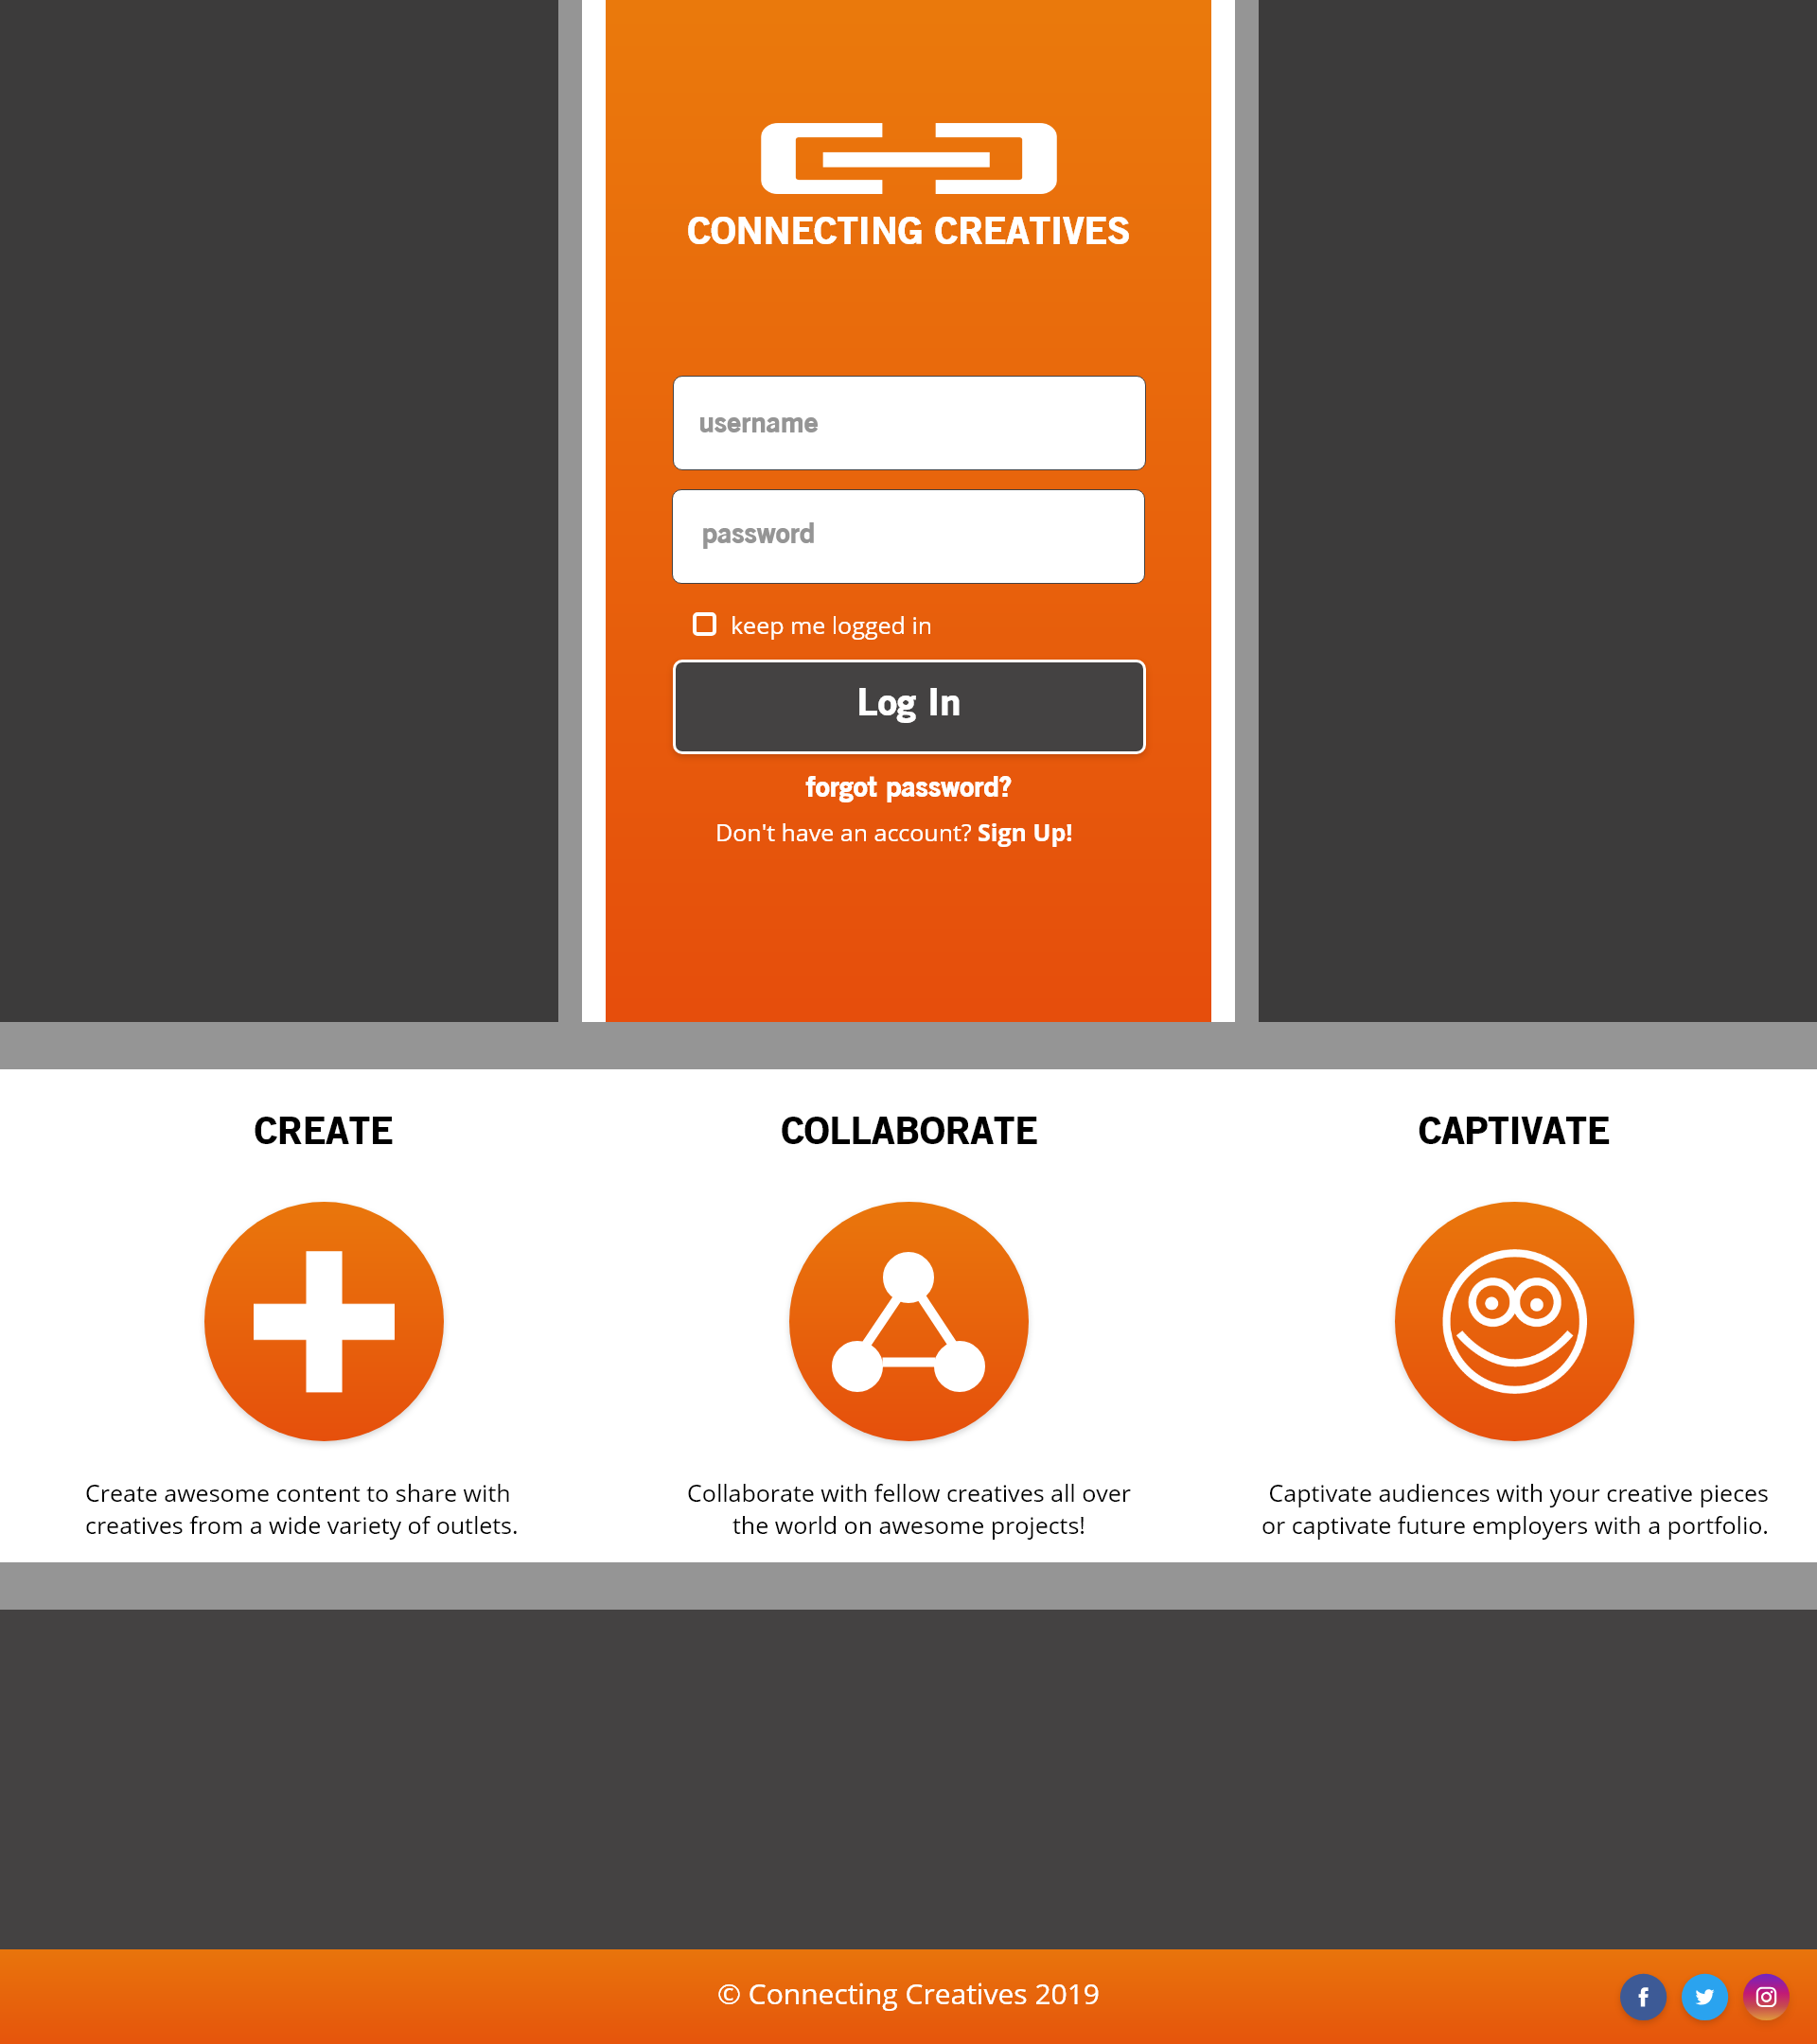 CONNECTING CREATIVES
username
password
keep me logged in
Log In
forgot password?
Don't have an account? Sign Up!
CREATE
Create awesome content to share with
creatives from a wide variety of outlets.
COLLABORATE
Collaborate with fellow creatives all over
the world on awesome projects!
CAPTIVATE
Captivate audiences with your creative pieces
or captivate future employers with a portfolio.
© Connecting Creatives 2019